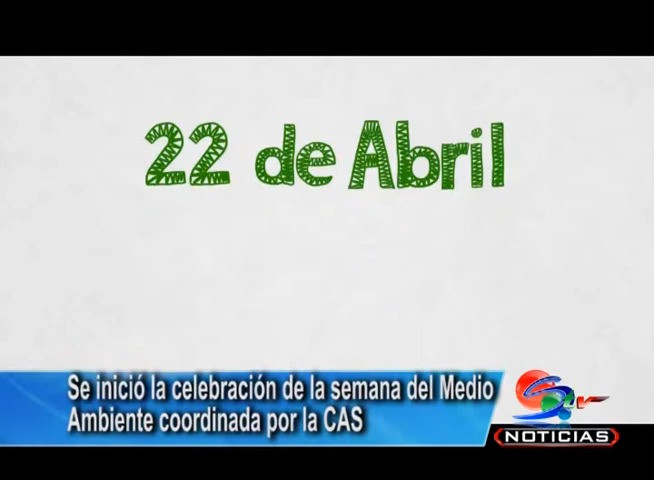 22 de Abril
Se inició la celebración de la semana del Medio
Ambiente coordinada por la CAS
NOTICIAS